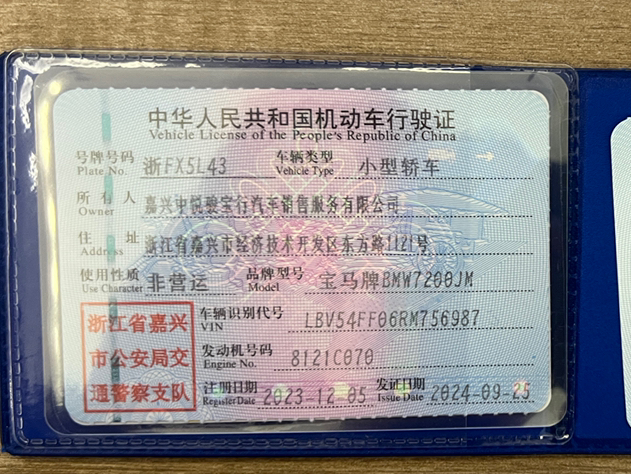 中华人民共和国机动车行驶证
Vehicle License of the People's Republic of China
号牌号码 浙FX5L43 车辆类型 小型轿车
Plate No. Vehicle Type
所有人 嘉兴申悦骏宝行汽车销售服务有限公司
Owner
住址 浙江省嘉兴市经济技术开发区东方路1121号
Address
使用性质 非营运 品牌型号 宝马牌BMW7200JM
Use Character Model
浙江省嘉兴
市公安局交
通警察支队
车辆识别代号 LBV54FF06RM756987
VIN
发动机号码 8121C070
Engine No.
注册日期 2023-12-05 发证日期 2024-09-25
Register Date Issue Date